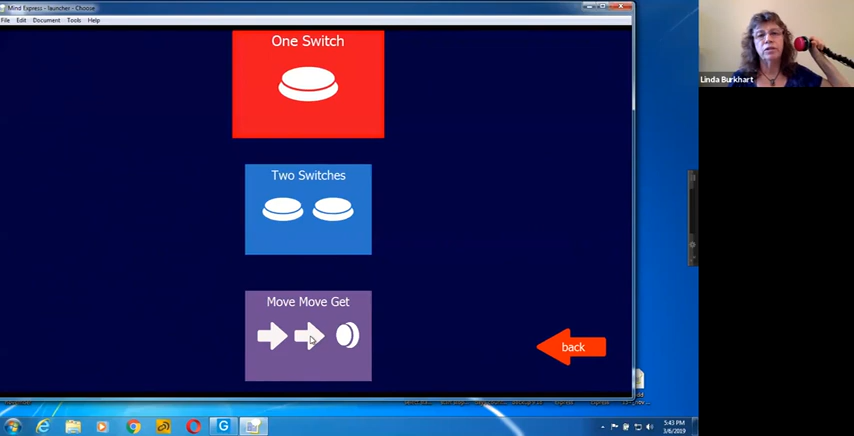 Mind Express - launcher - Choose
File Edit Document Tools Help
One Switch
Two Switches
Move Move Get
back
Linda Burkhart
5:43 PM
3/6/2019